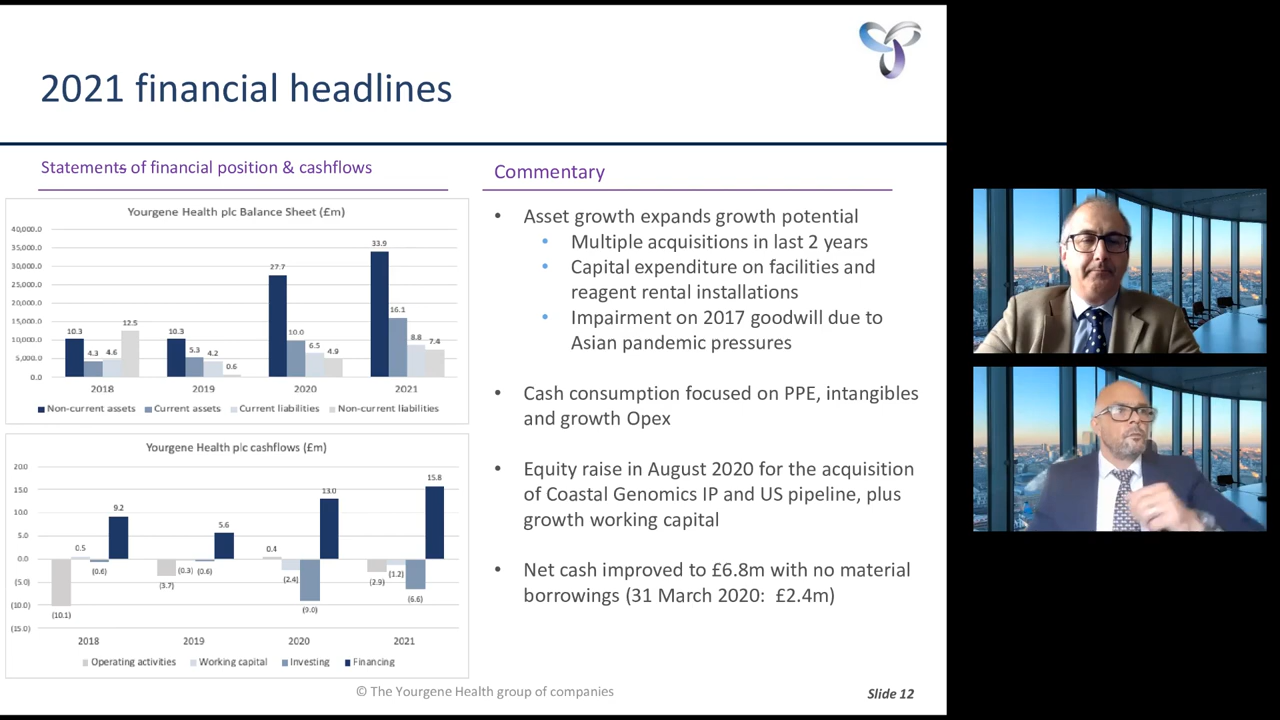 2021 financial headlines
Statements of financial position & cashflows
Yourgene Health plc Balance Sheet (£m)
40,000.0
35,000.0
30,000.0
25,000.0
20,000.0
15,000.0
10,000.0
5,000.0
0.0
10.3
4.3
4.6
12.5
10.3
5.3
4.2
0.6
27.7
10.0
6.5
4.9
33.9
16.1
8.8
7.4
2018
2019
2020
2021
Non-current assets
Current assets
Current liabilities
Non-current liabilities
Yourgene Health plc cashflows (£m)
20.0
15.0
10.0
5.0
0.0
(5.0)
(10.0)
(15.0)
(10.1)
0.5
(0.6)
9.2
(3.7)
(0.3)
(0.6)
5.6
0.4
(2.4)
(9.0)
13.0
(2.9)
(1.2)
(6.6)
15.8
2018
2019
2020
2021
Operating activities
Working capital
Investing
Financing
Commentary
• Asset growth expands growth potential
• Multiple acquisitions in last 2 years
• Capital expenditure on facilities and
reagent rental installations
• Impairment on 2017 goodwill due to
Asian pandemic pressures
• Cash consumption focused on PPE, intangibles
and growth Opex
• Equity raise in August 2020 for the acquisition
of Coastal Genomics IP and US pipeline, plus
growth working capital
• Net cash improved to £6.8m with no material
borrowings (31 March 2020: £2.4m)
© The Yourgene Health group of companies
Slide 12